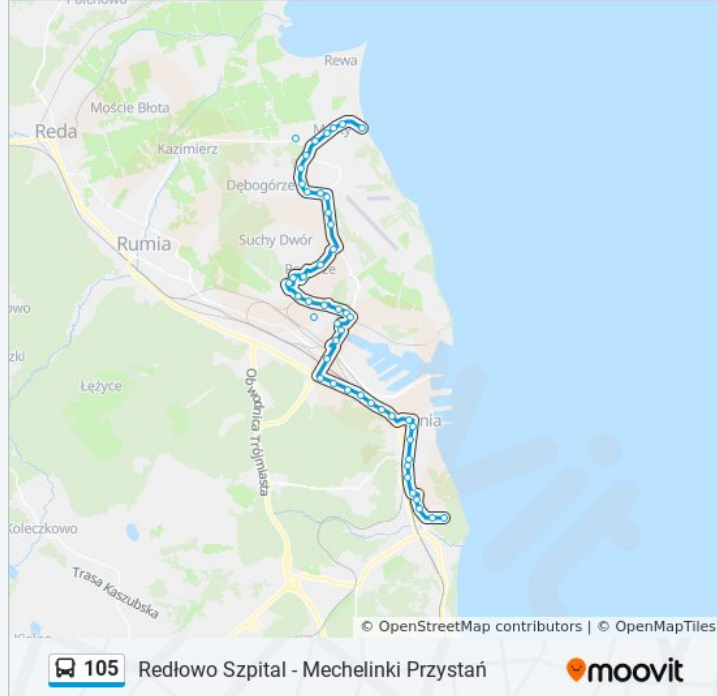 Połchowo
Rewa
Moście Błota
Reda
Kazimierz
Dębogórze
Rumia
Suchy Dwór
Łężyce
Obwodnica Trójmiasta
Koleczkowo
Trasa Kaszubska
© OpenStreetMap contributors | © OpenMapTiles
105 Redłowo Szpital - Mechelinki Przystań
moovit